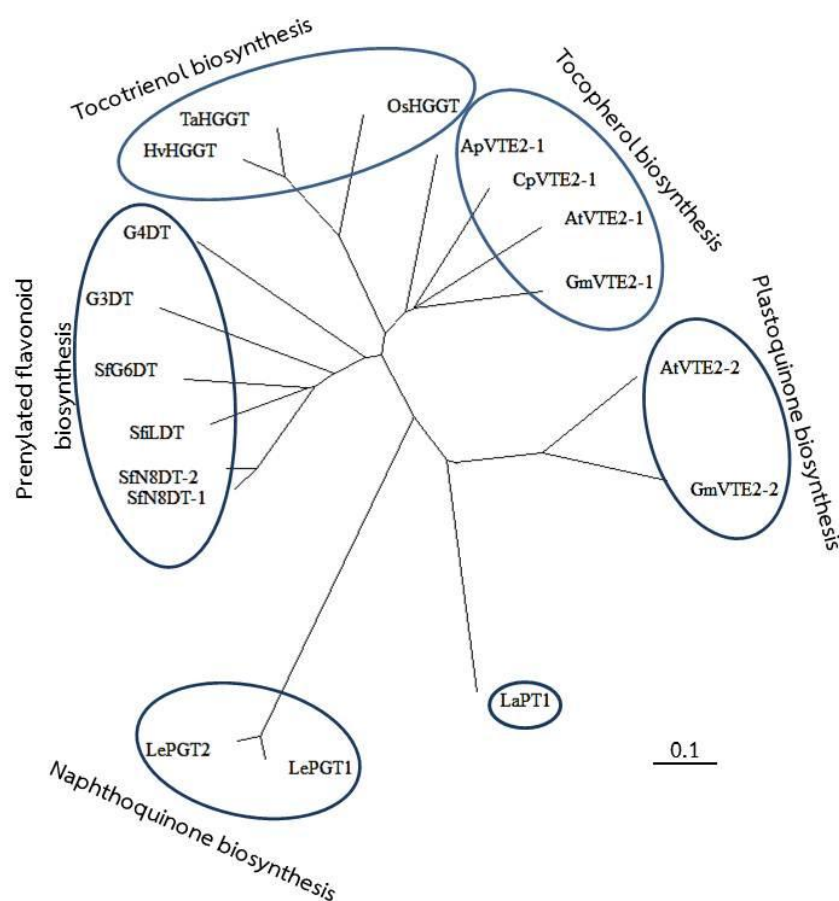 Tocotrienol biosynthesis
TaHGGT
HvHGGT
OsHGGT
Tocopherol biosynthesis
ApVTE2-1
CpVTE2-1
AtVTE2-1
GmVTE2-1
Prenylated flavonoid
biosynthesis
G4DT
G3DT
SfG6DT
SfiLDT
SfN8DT-2
SfN8DT-1
Plastoquinone biosynthesis
AtVTE2-2
GmVTE2-2
LaPT1
0.1
LePGT2
LePGT1
Naphthoquinone biosynthesis